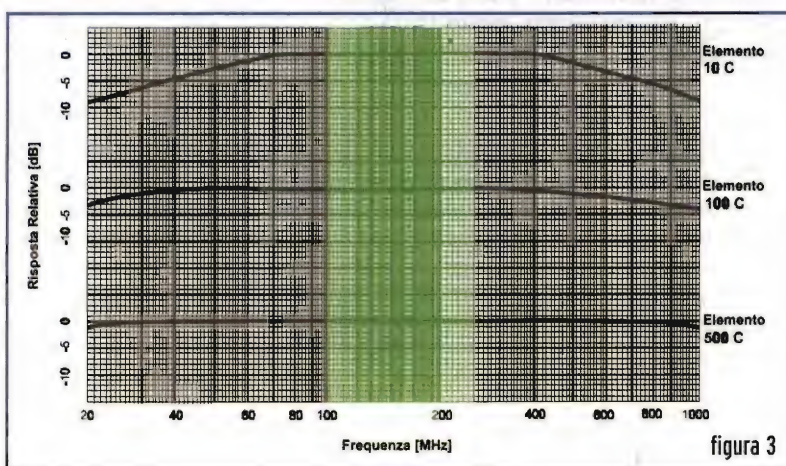 0
-5
-10
0
-5
-10
0
-5
-10
Risposta Relativa [dB]
Elemento
10 C
Elemento
100 C
Elemento
500 C
20 40 60 80 100 200 400 600 800 1000
Frequenza [MHz]
figura 3